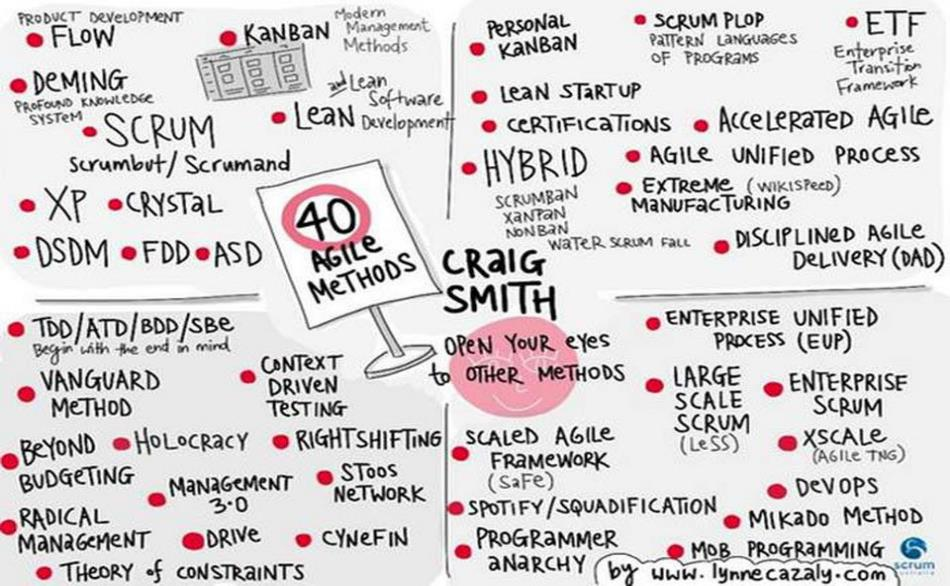 PRODUCT DEVELOPMENT
FLOW
KANBAN
Modern
Management
Methods
DEMING
PROFOUND KNOWLEDGE
SYSTEM
and Lean
Software
LEAN Development
SCRUM
Scrumbut/Scrumand
XP
CRYSTAL
DSDM
FDD
ASD
40
AGILE
METHODS
CRAIG
SMITH
OPEN YOUR eyes
to OTHER METHODS
PERSONAL
KANBAN
SCRUM PLOP
PATTERN LANGUAGES
OF PROGRAMS
ETF
Enterprise
Transition
Framework
LEAN STARTUP
CERTIFICATIONS
ACCELERATED AGILE
HYBRID
SCRUMBAN
XANPAN
NONBAN
WATER SCRUM FALL
AGILE UNIFIED PROCESS
EXTREME (WIKISPEED)
MANUFACTURING
DISCIPLINED AGILE
DELIVERY (DAD)
TDD/ATD/BDD/SBE
Begin with the end in mind
VANGUARD
METHOD
CONTEXT
DRIVEN
TESTING
BEYOND
BUDGETING
HOLOCRACY
RIGHTSHIFTING
MANAGEMENT
3.0
STOOS
NETWORK
RADICAL
MANAGEMENT
DRIVE
CYNEFIN
THEORY of CONSTRAINTS
ENTERPRISE UNIFIED
PROCESS (EUP)
LARGE
SCALE
SCRUM
(LeSS)
ENTERPRISE
SCRUM
XSCALE
(AGILE TNG)
SCALED AGILE
FRAMEWORK
(SaFe)
DEVOPS
SPOTIFY/SQUADIFICATION
MIKADO METHOD
PROGRAMMER
ANARCHY
MOB PROGRAMMING
by www.lynnecazaly.com
scrum